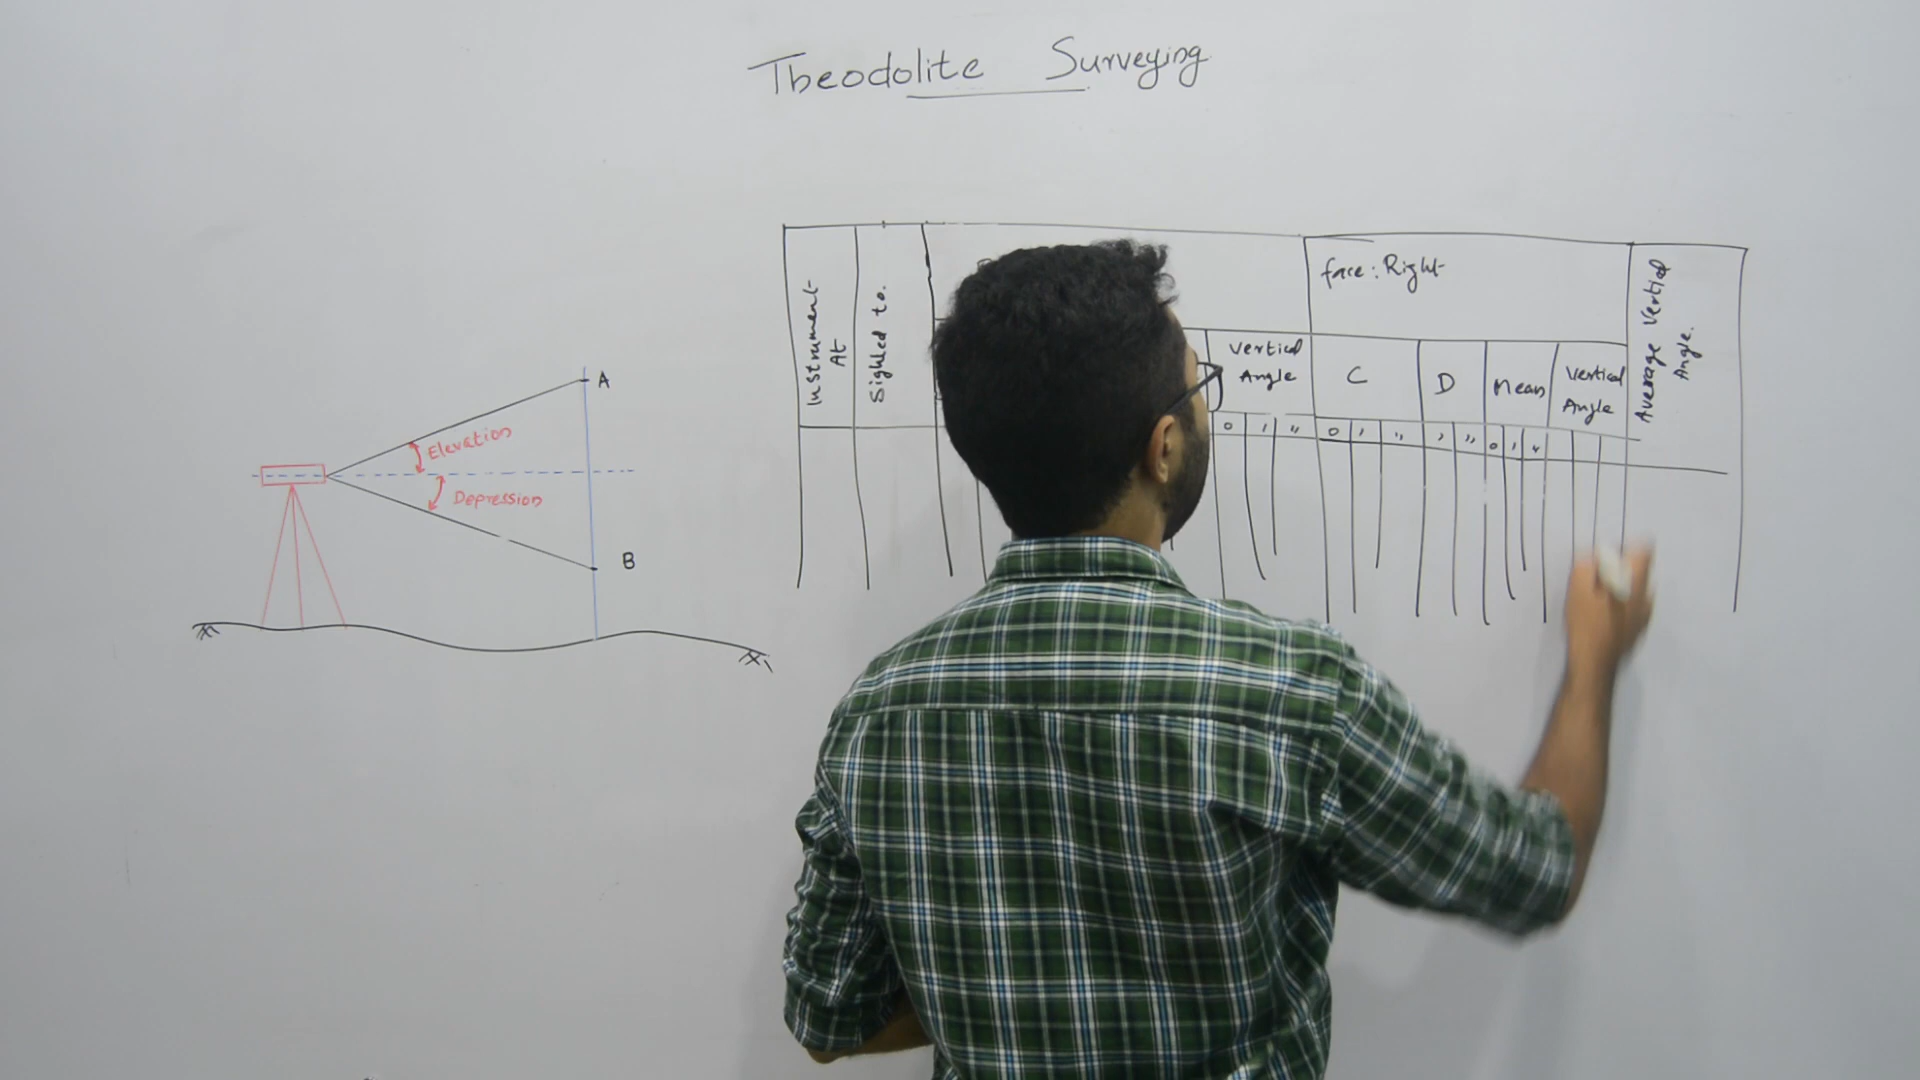 Theodolite Surveying
A
Elevation
Depression
B
Instrument
At
Sighted to.
Vertical
Angle
face: Right
C
D
Mean
Vertical
Angle
Average Vertical
Angle.
o ' "
o ' "
' "
o ' "